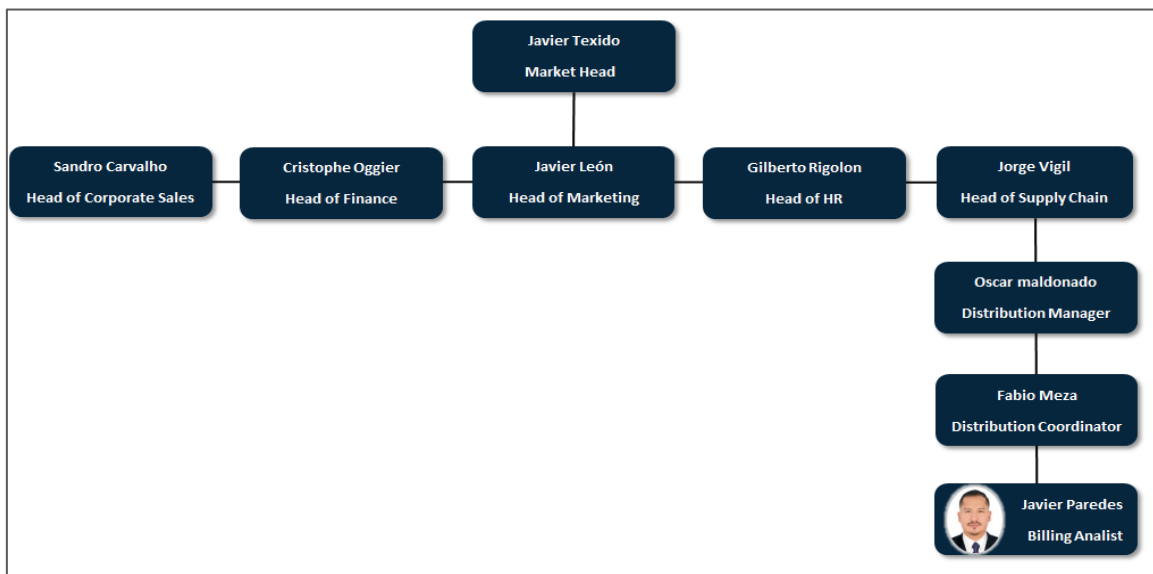 Javier Texido
Market Head
Sandro Carvalho
Head of Corporate Sales
Cristophe Oggier
Head of Finance
Javier León
Head of Marketing
Gilberto Rigolon
Head of HR
Jorge Vigil
Head of Supply Chain
Oscar maldonado
Distribution Manager
Fabio Meza
Distribution Coordinator
Javier Paredes
Billing Analist